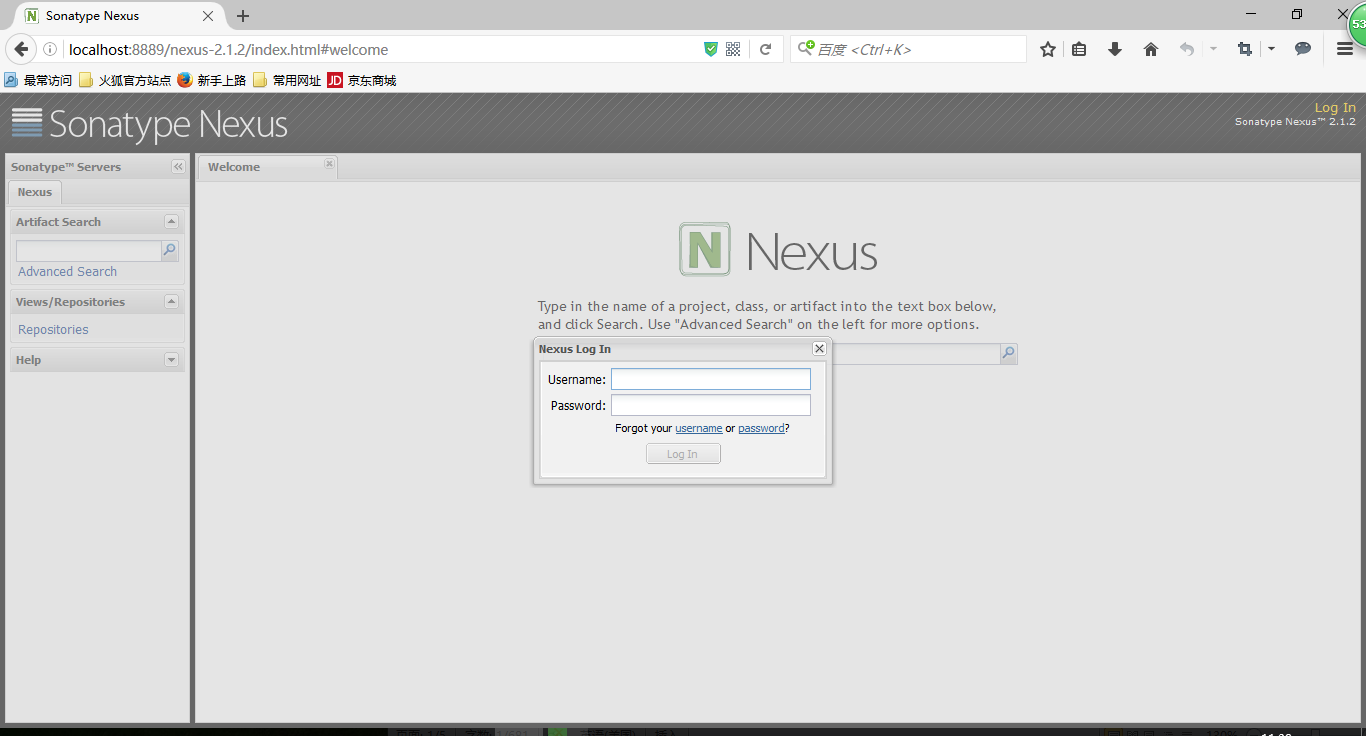 Sonatype Nexus
53
localhost:8889/nexus-2.1.2/index.html#welcome
百度 <Ctrl+K>
最常访问 火狐官方站点 新手上路 常用网址 JD 京东商城
Sonatype Nexus
Log In
Sonatype Nexus™ 2.1.2
Sonatype™ Servers
Welcome
Nexus
Artifact Search
Advanced Search
Views/Repositories
Repositories
Help
N Nexus
Type in the name of a project, class, or artifact into the text box below,
and click Search. Use "Advanced Search" on the left for more options.
Nexus Log In
Username:
Password:
Forgot your username or password?
Log In